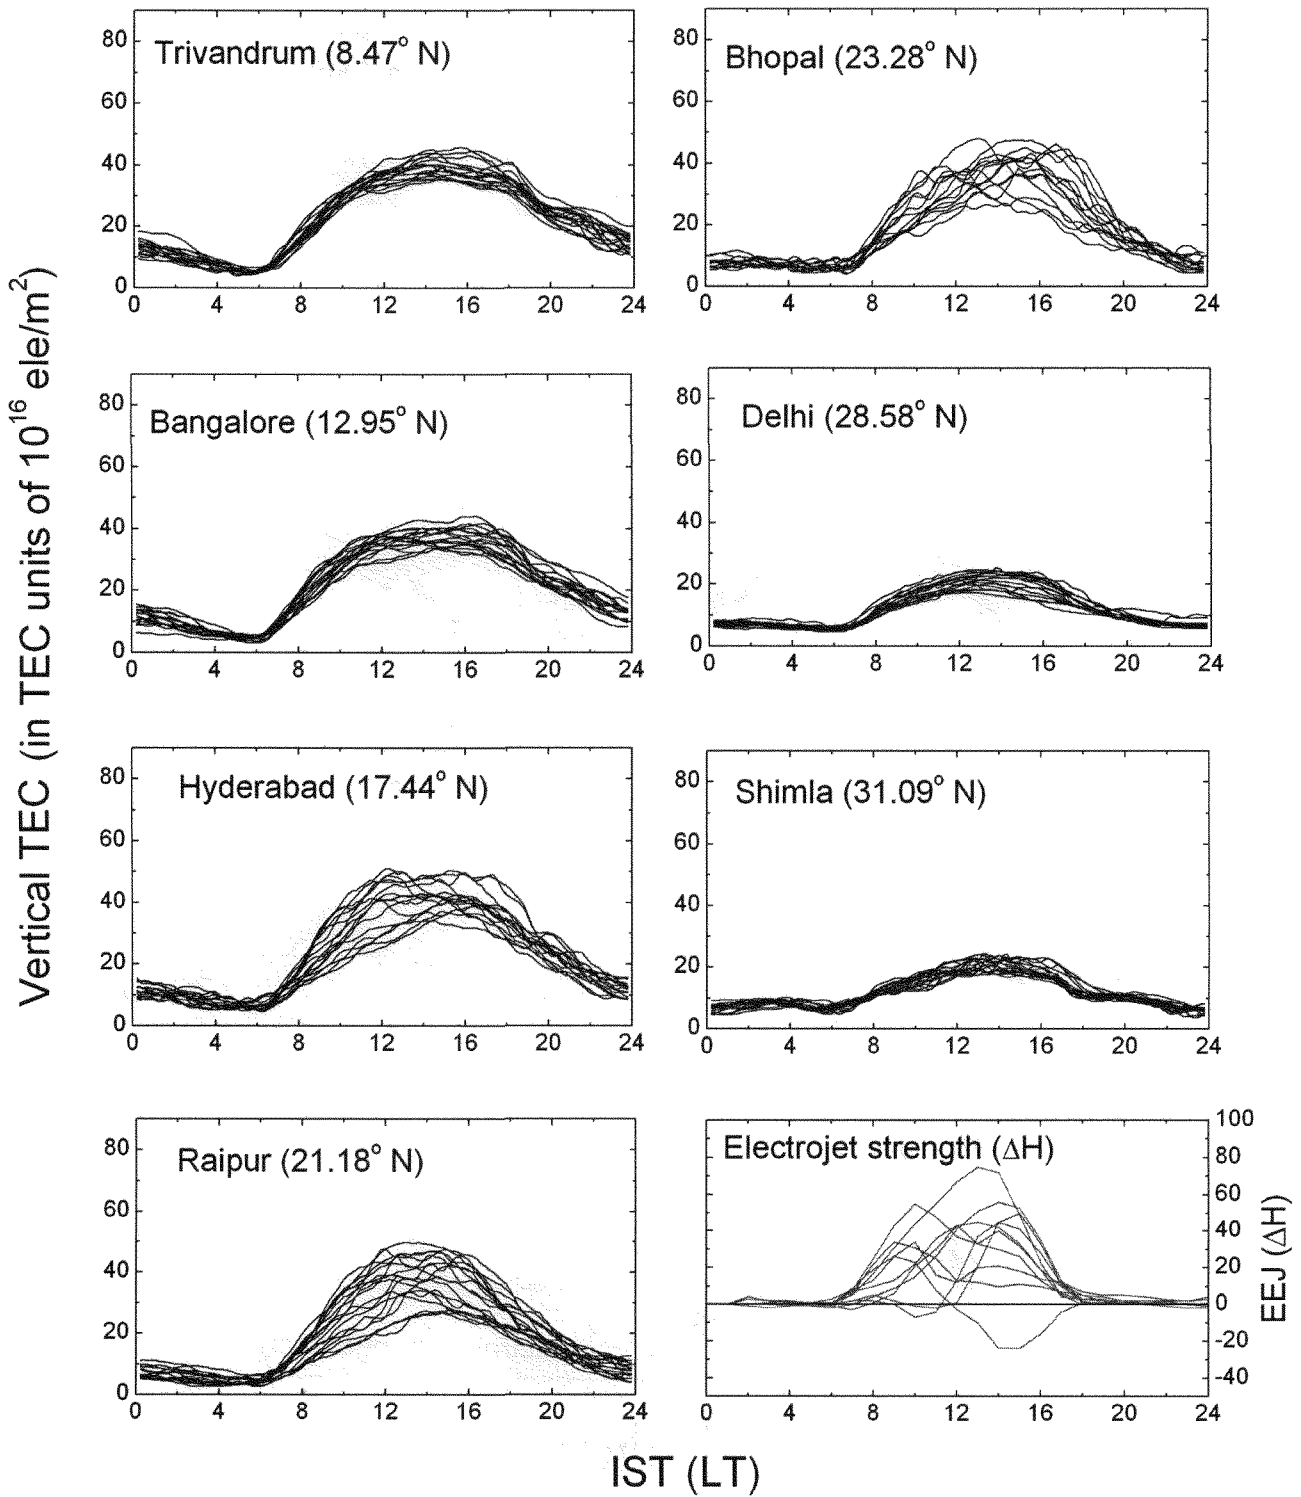 Vertical TEC (in TEC units of 10¹⁶ ele/m²)
Trivandrum (8.47° N)
80
60
40
20
0
0 4 8 12 16 20 24
Bhopal (23.28° N)
80
60
40
20
0
0 4 8 12 16 20 24
Bangalore (12.95° N)
80
60
40
20
0
0 4 8 12 16 20 24
Delhi (28.58° N)
80
60
40
20
0
0 4 8 12 16 20 24
Hyderabad (17.44° N)
80
60
40
20
0
0 4 8 12 16 20 24
Shimla (31.09° N)
80
60
40
20
0
0 4 8 12 16 20 24
Raipur (21.18° N)
80
60
40
20
0
0 4 8 12 16 20 24
Electrojet strength (ΔH)
100
80
60
40
20
0
-20
-40
EEJ (ΔH)
0 4 8 12 16 20 24
IST (LT)